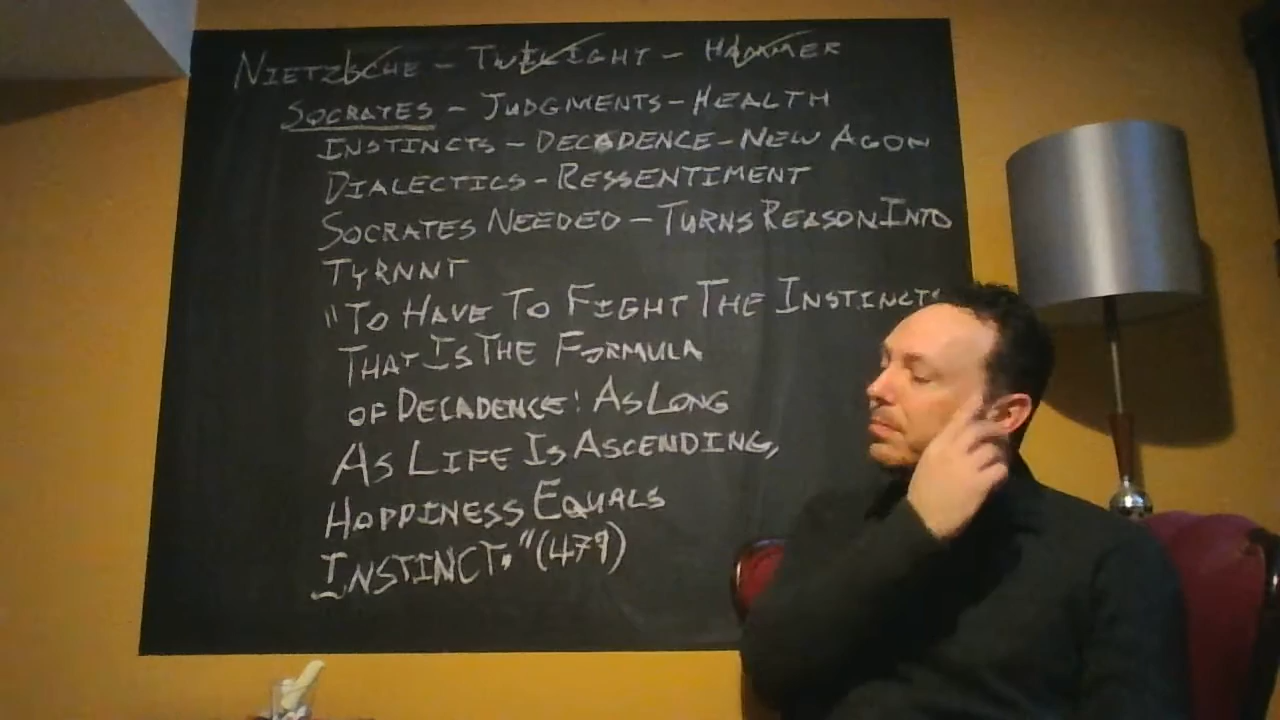 NIETZSCHE - TWILIGHT - HAMMER
SOCRATES - JUDGMENTS - HEALTH
INSTINCTS - DECADENCE - NEW AGON
DIALECTICS - RESSENTIMENT
SOCRATES NEEDED - TURNS REASON INTO
TYRNNT
"TO HAVE TO FIGHT THE INSTINCTS
THAT IS THE FORMULA
OF DECADENCE: AS LONG
AS LIFE IS ASCENDING,
HAPPINESS EQUALS
INSTINCT." (479)